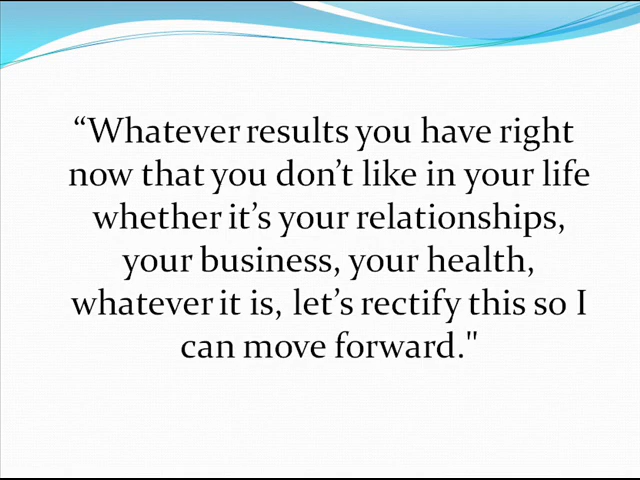 “Whatever results you have right
now that you don’t like in your life
whether it’s your relationships,
your business, your health,
whatever it is, let’s rectify this so I
can move forward."